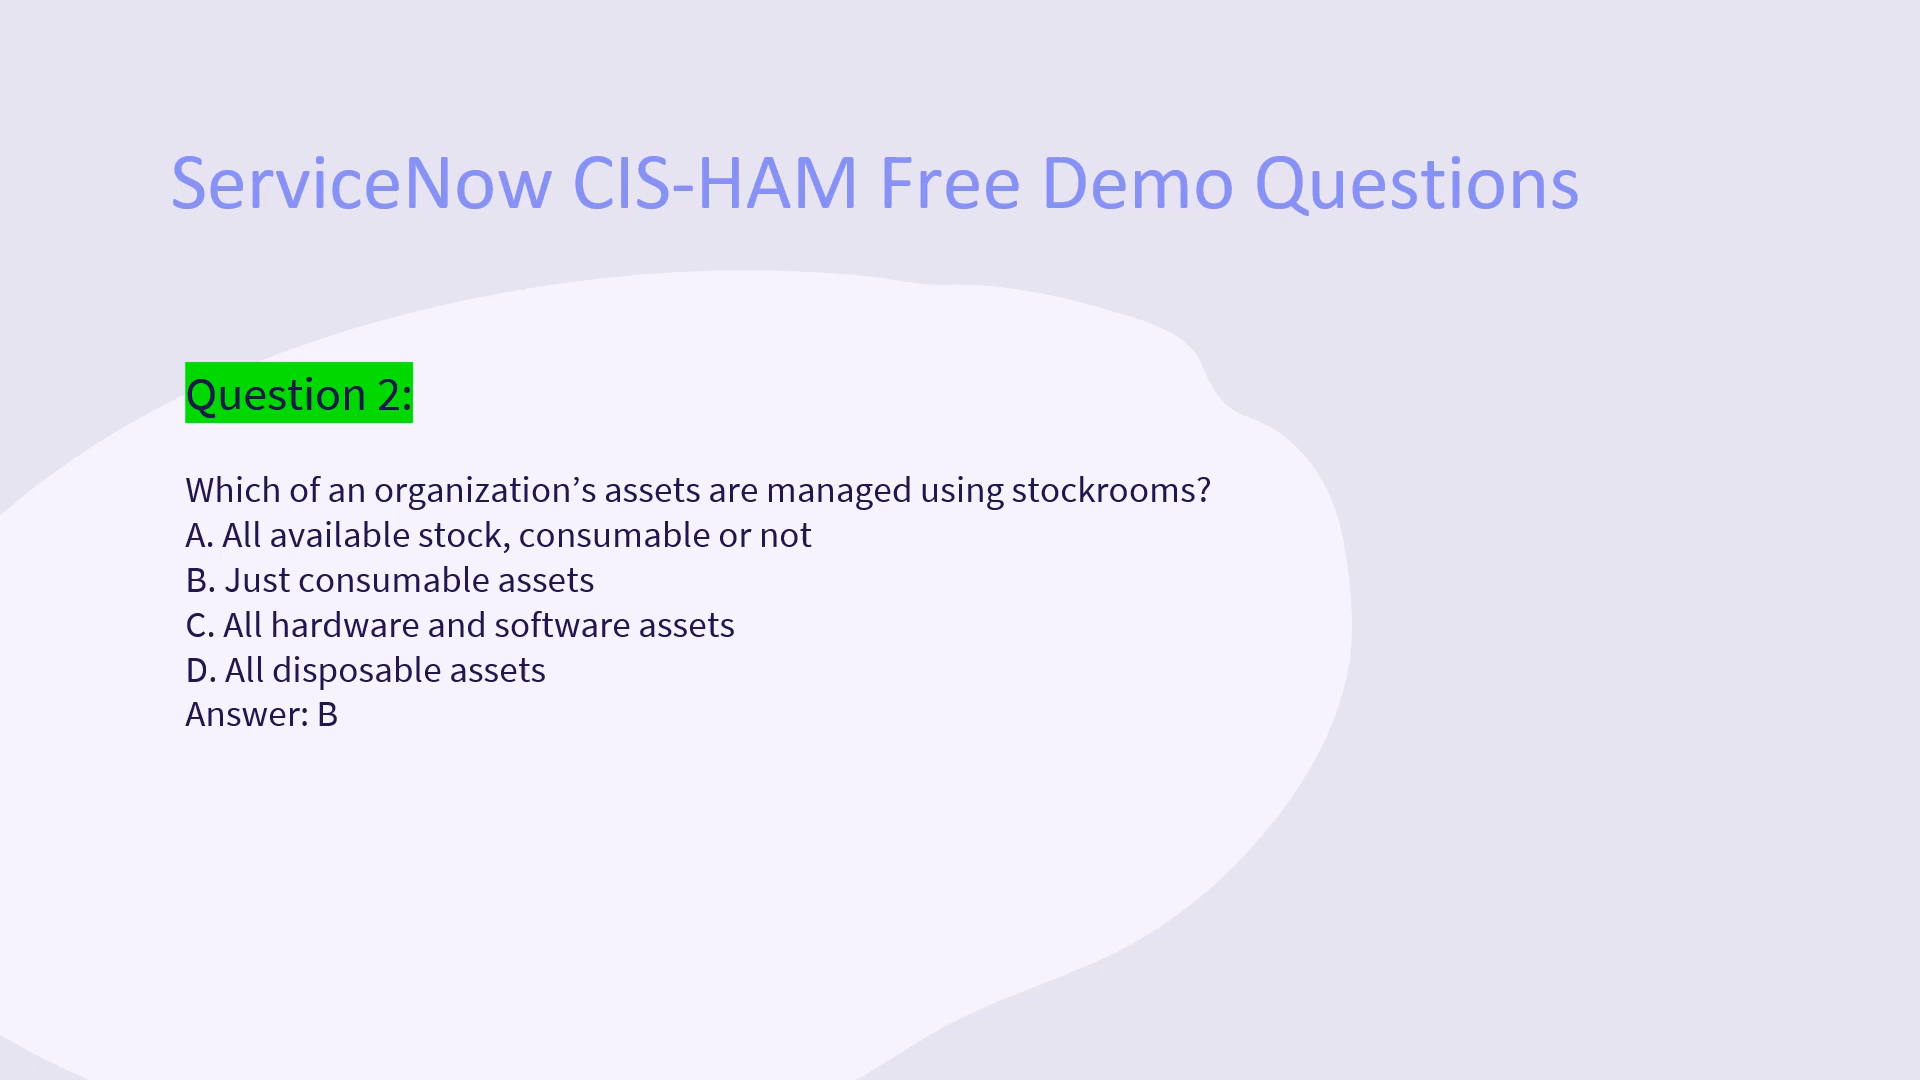 ServiceNow CIS-HAM Free Demo Questions
Question 2:
Which of an organization’s assets are managed using stockrooms?
A. All available stock, consumable or not
B. Just consumable assets
C. All hardware and software assets
D. All disposable assets
Answer: B